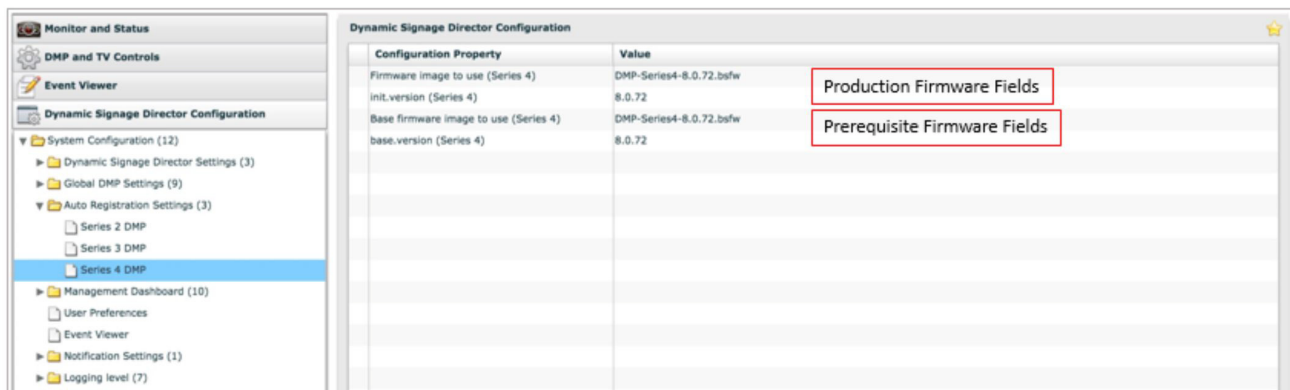 Monitor and Status
DMP and TV Controls
Event Viewer
Dynamic Signage Director Configuration
System Configuration (12)
Dynamic Signage Director Settings (3)
Global DMP Settings (9)
Auto Registration Settings (3)
Series 2 DMP
Series 3 DMP
Series 4 DMP
Management Dashboard (10)
User Preferences
Event Viewer
Notification Settings (1)
Logging level (7)
Dynamic Signage Director Configuration
Configuration Property Value
Firmware image to use (Series 4) DMP-Series4-8.0.72.bsfw
init.version (Series 4) 8.0.72
Production Firmware Fields
Base firmware image to use (Series 4) DMP-Series4-8.0.72.bsfw
base.version (Series 4) 8.0.72
Prerequisite Firmware Fields